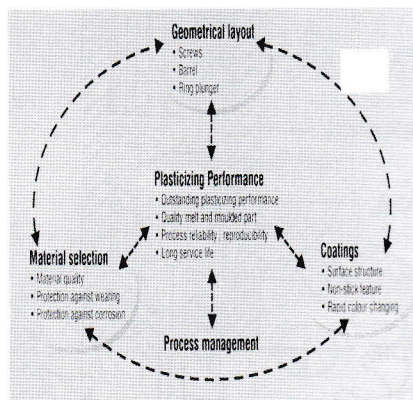 Geometrical layout
• Screws
• Barrel
• Ring plunger
Plasticizing Performance
• Outstanding plasticizing performance
• Quality melt and moulded part
• Process reliability, reproducibility
• Long service life
Material selection
• Material quality
• Protection against wearing
• Protection against corrosion
Coatings
• Surface structure
• Non-stick feature
• Rapid colour changing
Process management